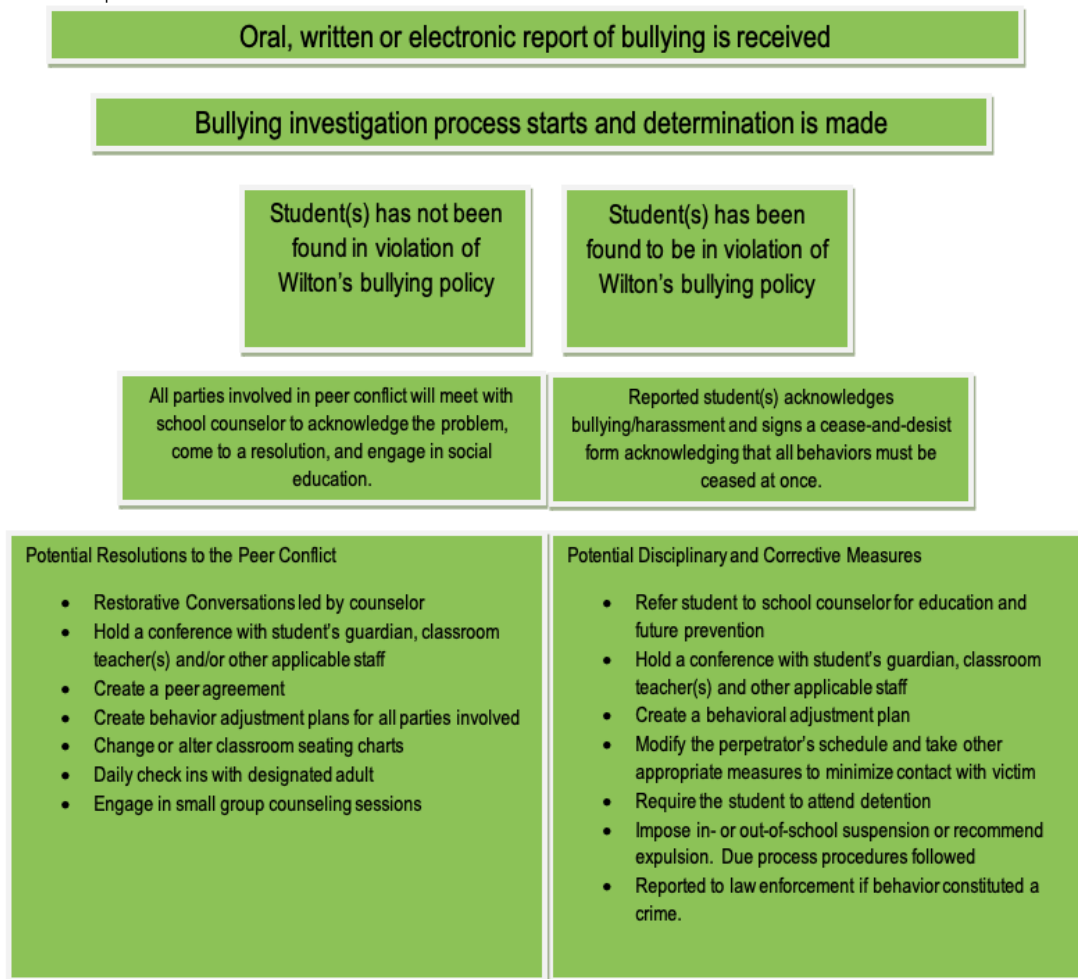 Oral, written or electronic report of bullying is received
Bullying investigation process starts and determination is made
Student(s) has not been
found in violation of
Wilton's bullying policy
Student(s) has been
found to be in violation of
Wilton's bullying policy
All parties involved in peer conflict will meet with
school counselor to acknowledge the problem,
come to a resolution, and engage in social
education.
Reported student(s) acknowledges
bullying/harassment and signs a cease-and-desist
form acknowledging that all behaviors must be
ceased at once.
Potential Resolutions to the Peer Conflict
• Restorative Conversations led by counselor
• Hold a conference with student's guardian, classroom
teacher(s) and/or other applicable staff
• Create a peer agreement
• Create behavior adjustment plans for all parties involved
• Change or alter classroom seating charts
• Daily check ins with designated adult
• Engage in small group counseling sessions
Potential Disciplinary and Corrective Measures
• Refer student to school counselor for education and
future prevention
• Hold a conference with student's guardian, classroom
teacher(s) and other applicable staff
• Create a behavioral adjustment plan
• Modify the perpetrator's schedule and take other
appropriate measures to minimize contact with victim
• Require the student to attend detention
• Impose in- or out-of-school suspension or recommend
expulsion. Due process procedures followed
• Reported to law enforcement if behavior constituted a
crime.